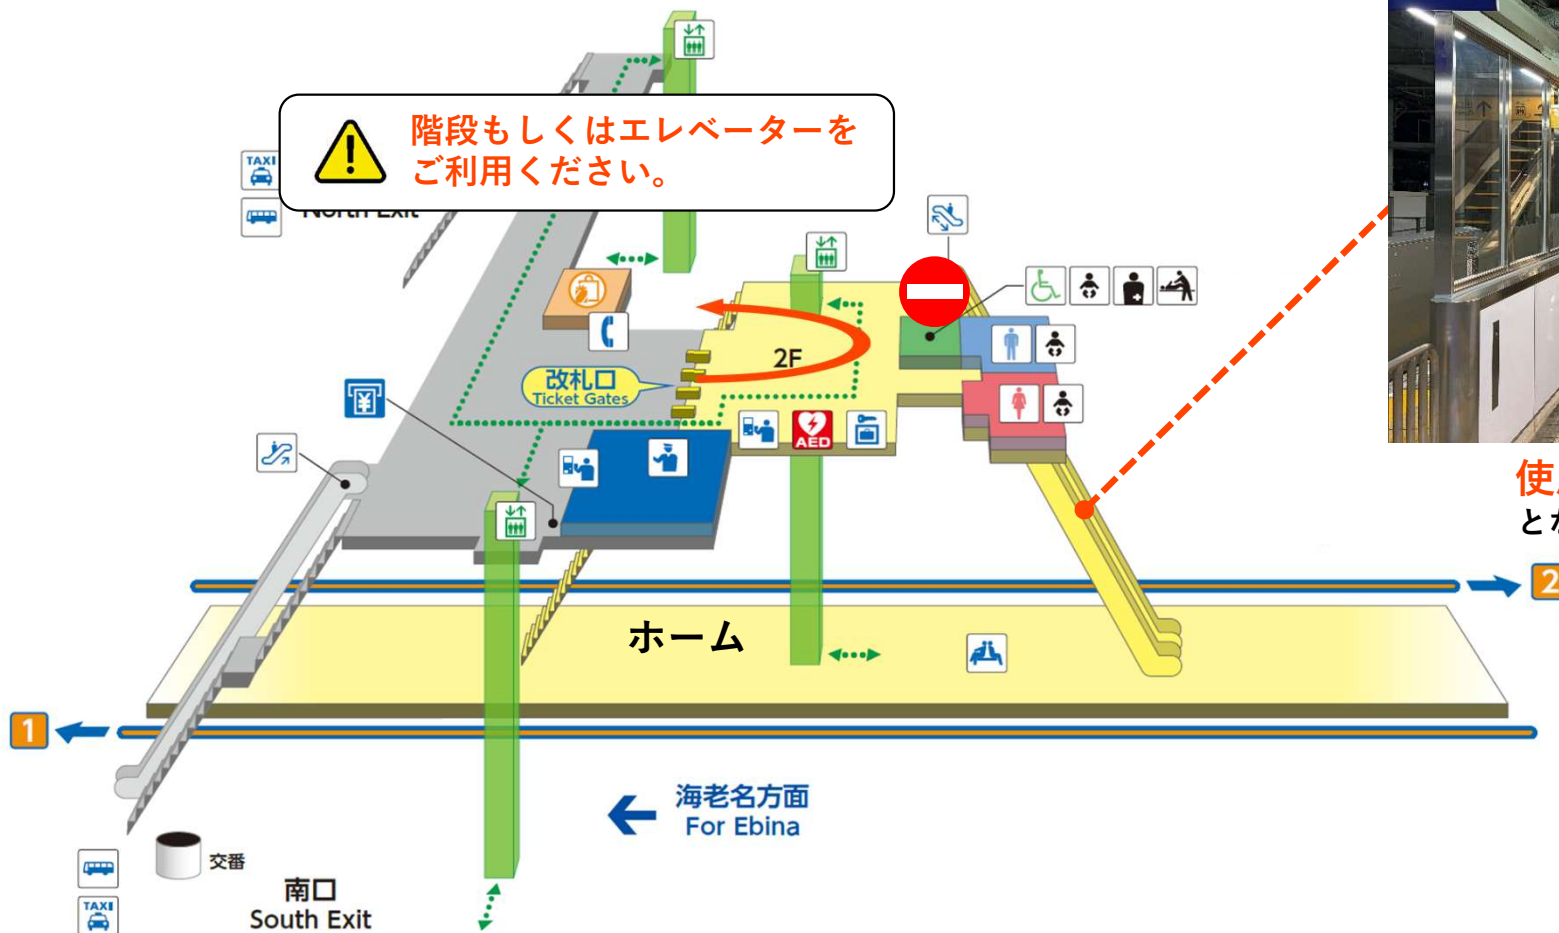 階段もしくはエレベーターを
ご利用ください。
TAXI
North Exit
2F
改札口
Ticket Gates
¥
AED
ホーム
2
1
海老名方面
For Ebina
交番
南口
South Exit
TAXI